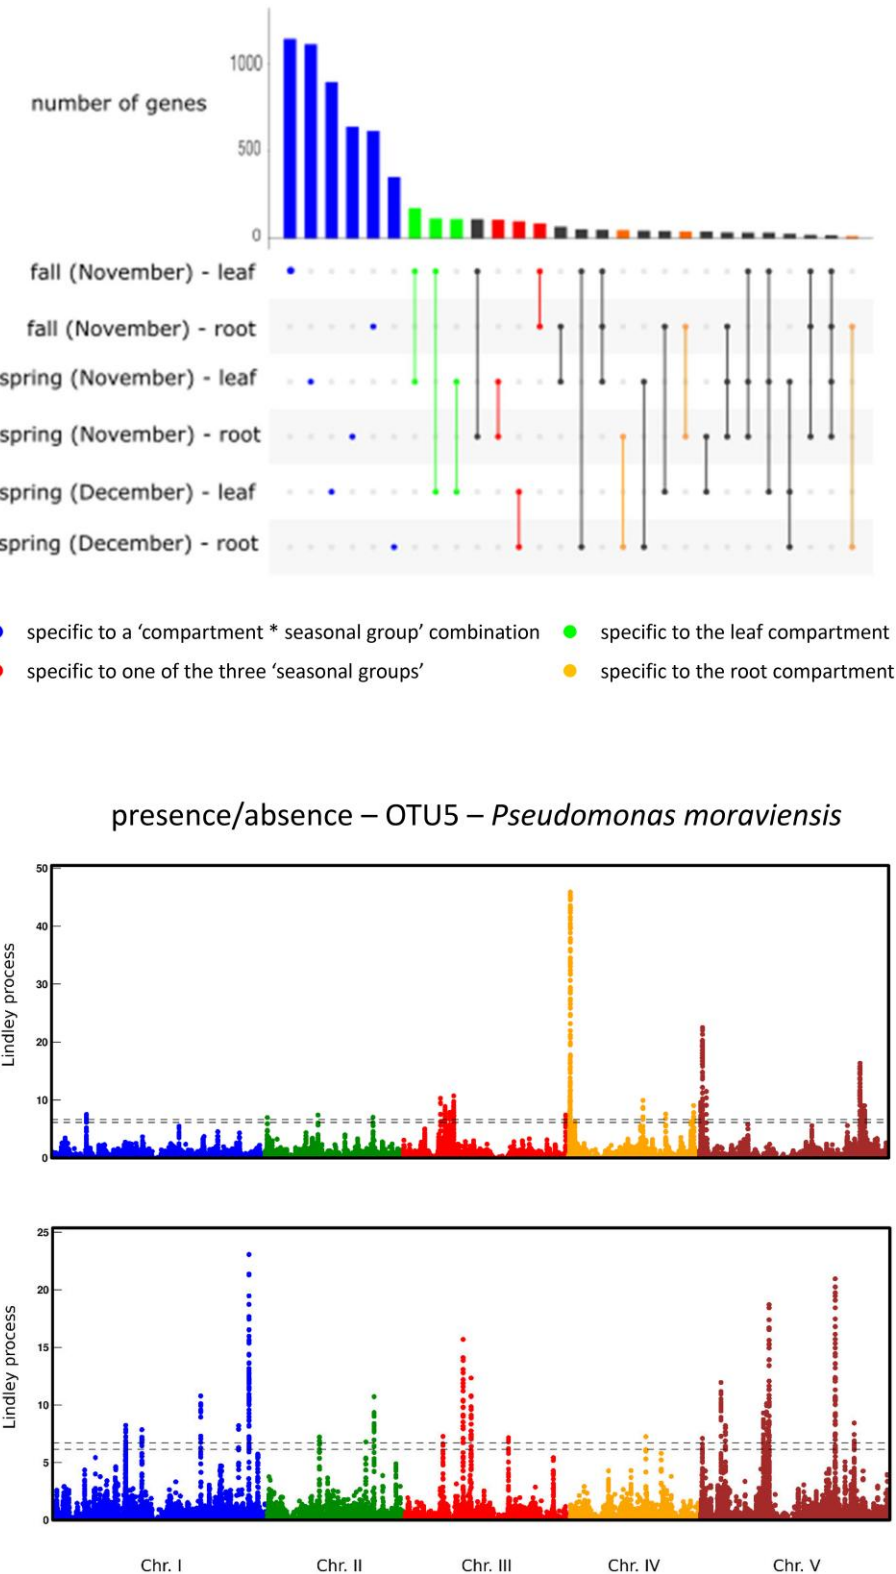 1000
number of genes
500
0
fall (November) - leaf
fall (November) - root
spring (November) - leaf
spring (November) - root
spring (December) - leaf
spring (December) - root
specific to a ‘compartment * seasonal group’ combination
specific to the leaf compartment
specific to one of the three ‘seasonal groups’
specific to the root compartment
presence/absence – OTU5 – Pseudomonas moraviensis
50
40
30
20
10
0
Lindley process
25
20
15
10
5
0
Lindley process
Chr. I
Chr. II
Chr. III
Chr. IV
Chr. V